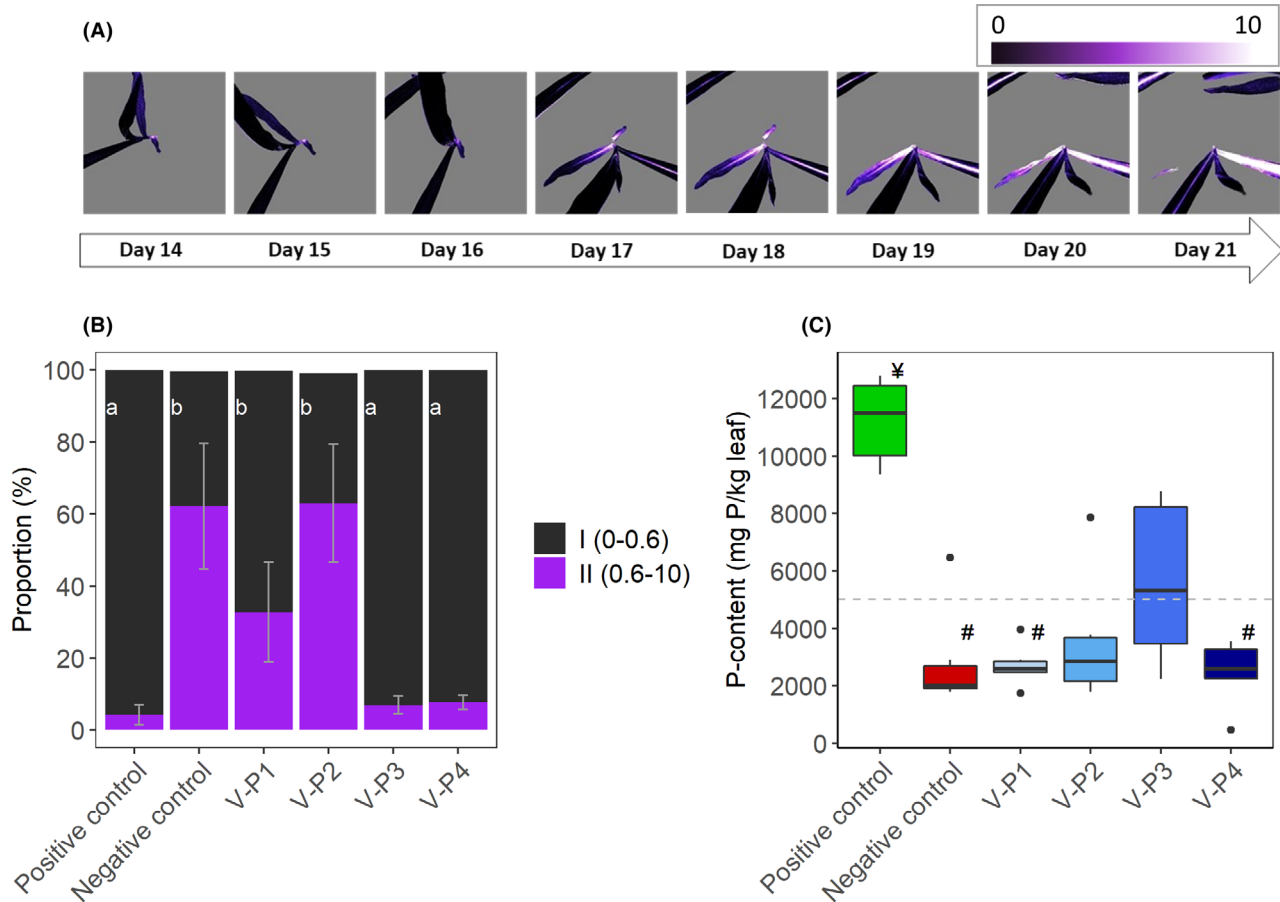 (A)
0 10
Day 14 Day 15 Day 16 Day 17 Day 18 Day 19 Day 20 Day 21
(B)
Proportion (%)
100
80
60
40
20
0
a b b b a a
Positive control Negative control V-P1 V-P2 V-P3 V-P4
I (0-0.6)
II (0.6-10)
(C)
P-content (mg P/kg leaf)
12000
10000
8000
6000
4000
2000
0
¥
# # #
Positive control Negative control V-P1 V-P2 V-P3 V-P4